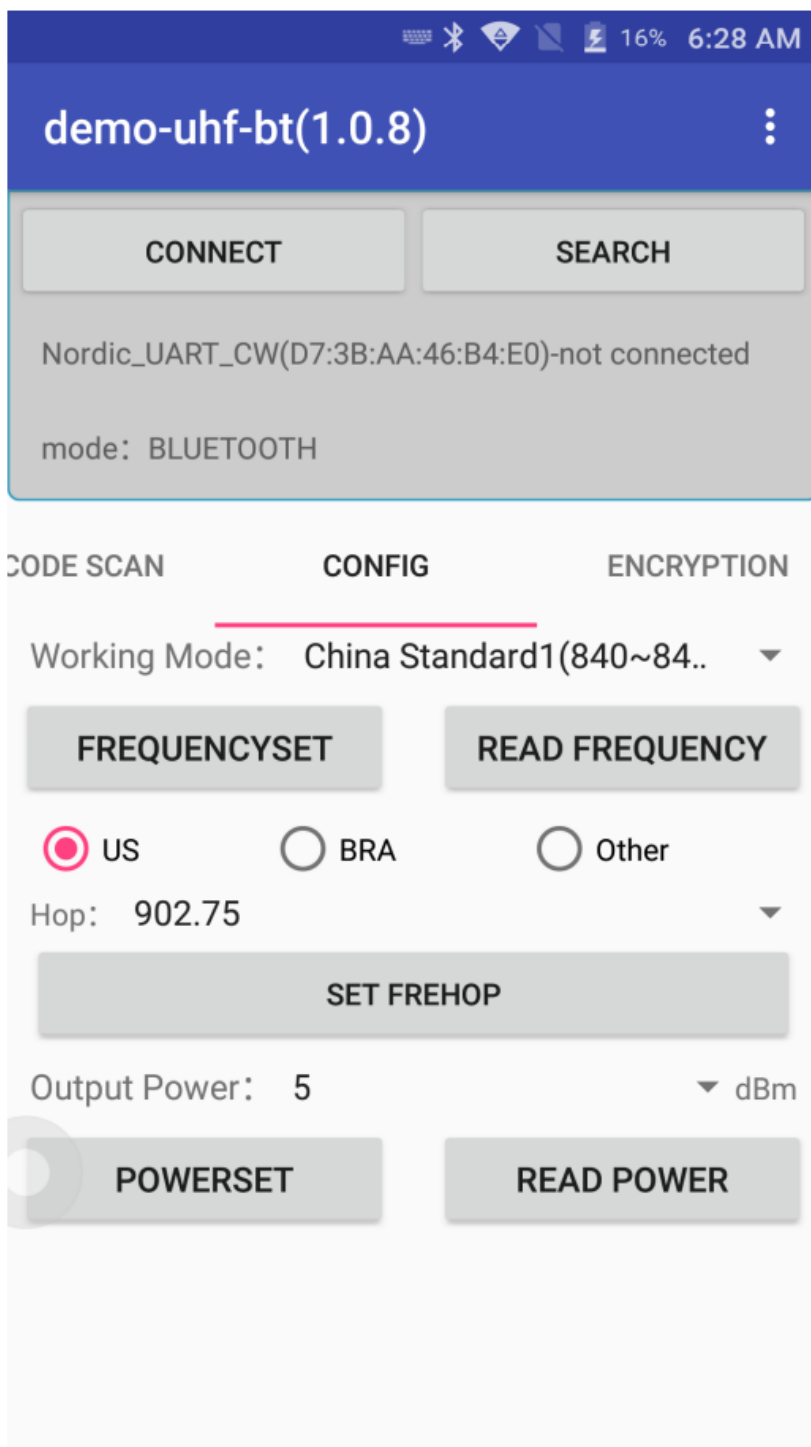 16% 6:28 AM
demo-uhf-bt(1.0.8)
CONNECT SEARCH
Nordic_UART_CW(D7:3B:AA:46:B4:E0)-not connected
mode：BLUETOOTH
CODE SCAN CONFIG ENCRYPTION
Working Mode： China Standard1(840~84..
FREQUENCYSET READ FREQUENCY
US BRA Other
Hop： 902.75
SET FREHOP
Output Power： 5 dBm
POWERSET READ POWER